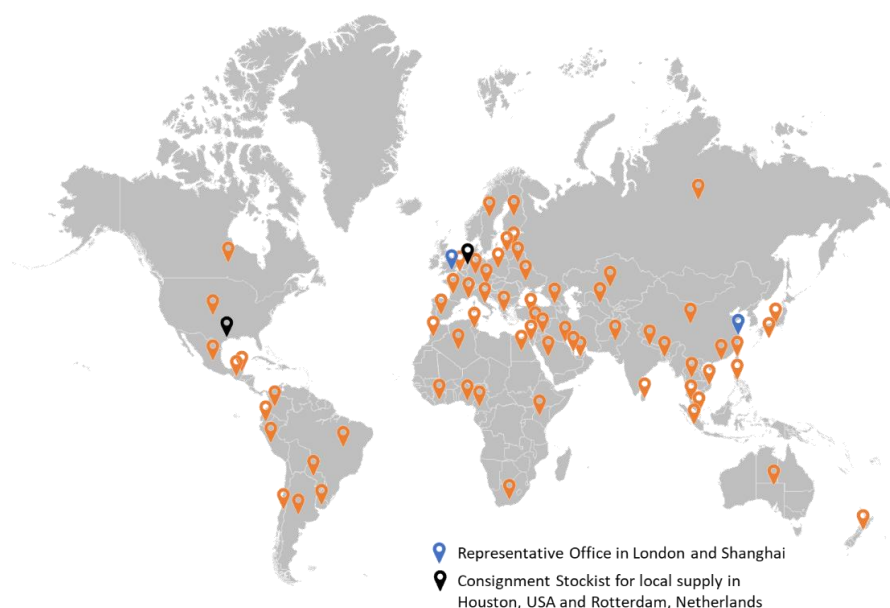 Representative Office in London and Shanghai
Consignment Stockist for local supply in
Houston, USA and Rotterdam, Netherlands